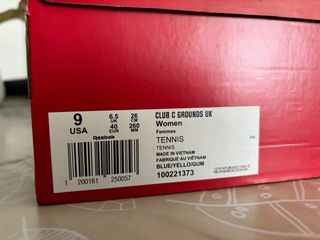 CLUB C GROUNDS UK
Women
Femmes
9
USA
6.5
UK
26
CM
40
EUR
260
MM
Reebok
TENNIS
TENNIS
MADE IN VIETNAM
FABRIQUÉ AU VIÊTNAM
BLUE/YELLO/GUM
100221373
1 200161 250057